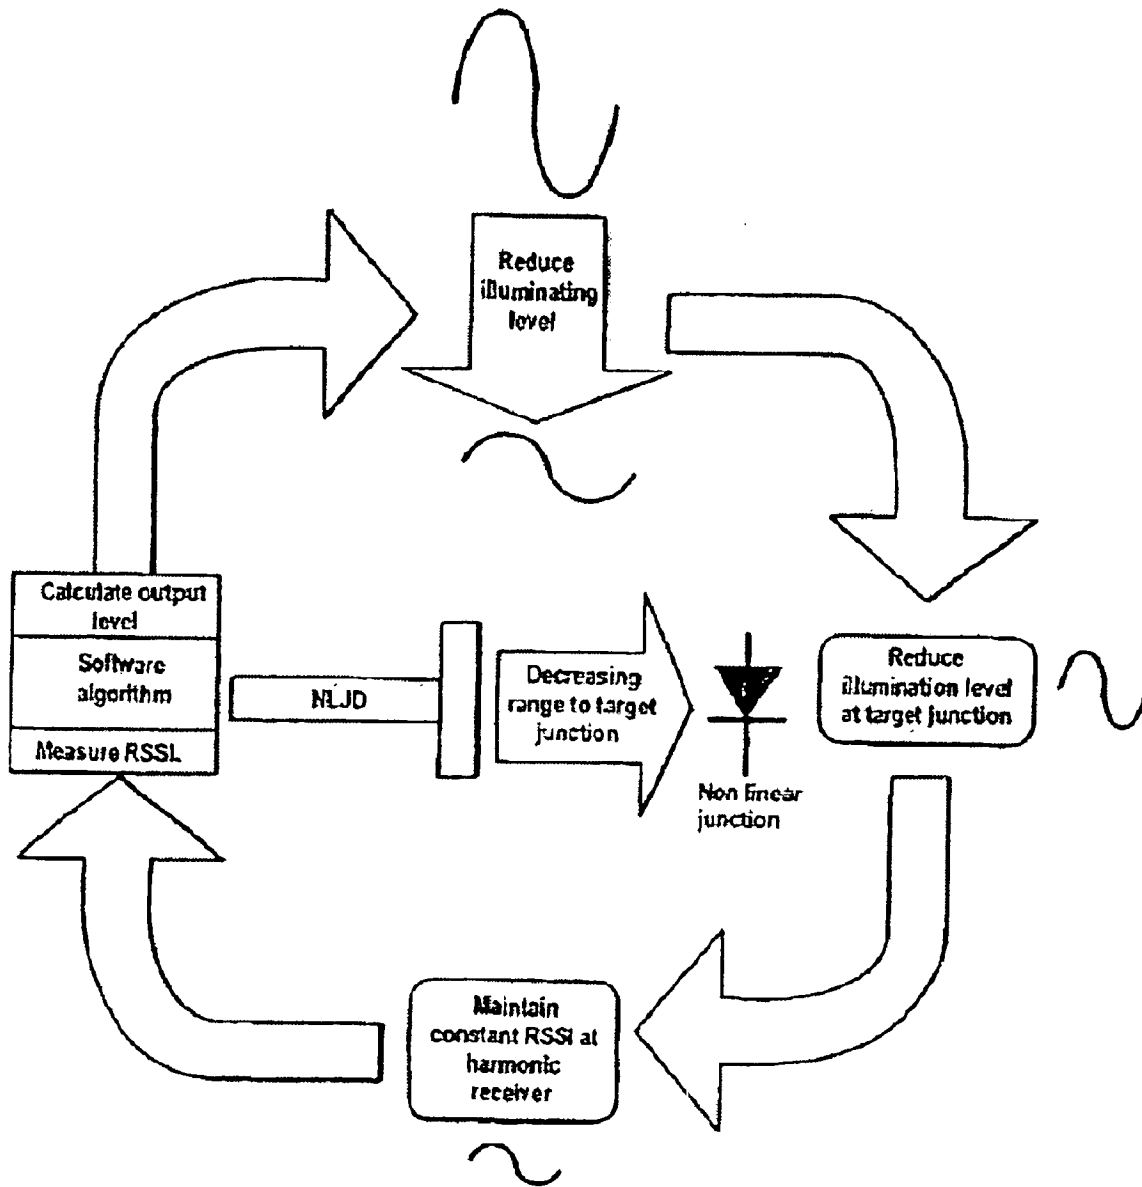 Reduce
illuminating
level
Calculate output
level
Software
algorithm
Measure RSSL
NLJD
Decreasing
range to target
junction
Non linear
junction
Reduce
illumination level
at target junction
Maintain
constant RSSI at
harmonic
receiver